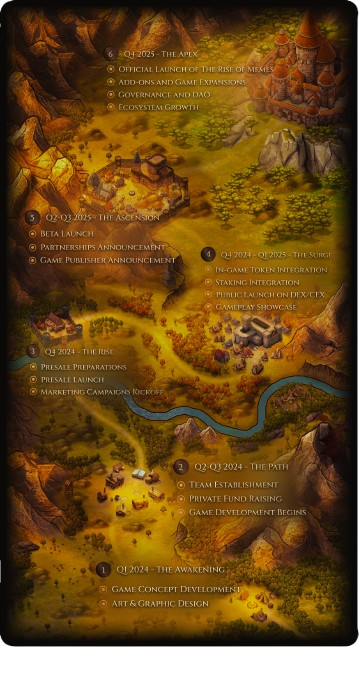 6 Q4 2025 - The Apex
Official Launch of The Rise of Memes
Add-ons and Game Expansions
Governance and DAO
Ecosystem Growth
5 Q2-Q3 2025 - The Ascension
Beta Launch
Partnerships Announcement
Game Publisher Announcement
4 Q4 2024 - Q1 2025 - The Surge
In-game Token Integration
Staking Integration
Public Launch on DEX/CEX
Gameplay Showcase
3 Q4 2024 - The Rise
Presale Preparations
Presale Launch
Marketing Campaigns Kickoff
2 Q2-Q3 2024 - The Path
Team Establishment
Private Fund Raising
Game Development Begins
1 Q1 2024 - The Awakening
Game Concept Development
Art & Graphic Design